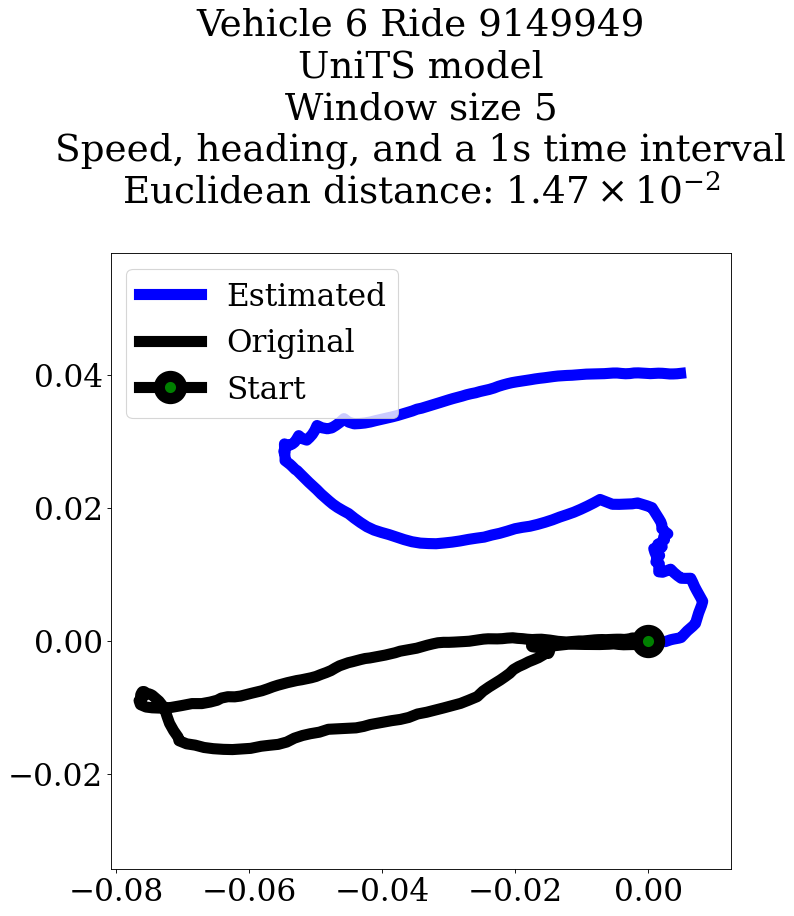 Vehicle 6 Ride 9149949
UniTS model
Window size 5
Speed, heading, and a 1s time interval
Euclidean distance: 1.47 × 10⁻²
Estimated
Original
Start
0.04
0.02
0.00
−0.02
−0.08 −0.06 −0.04 −0.02 0.00